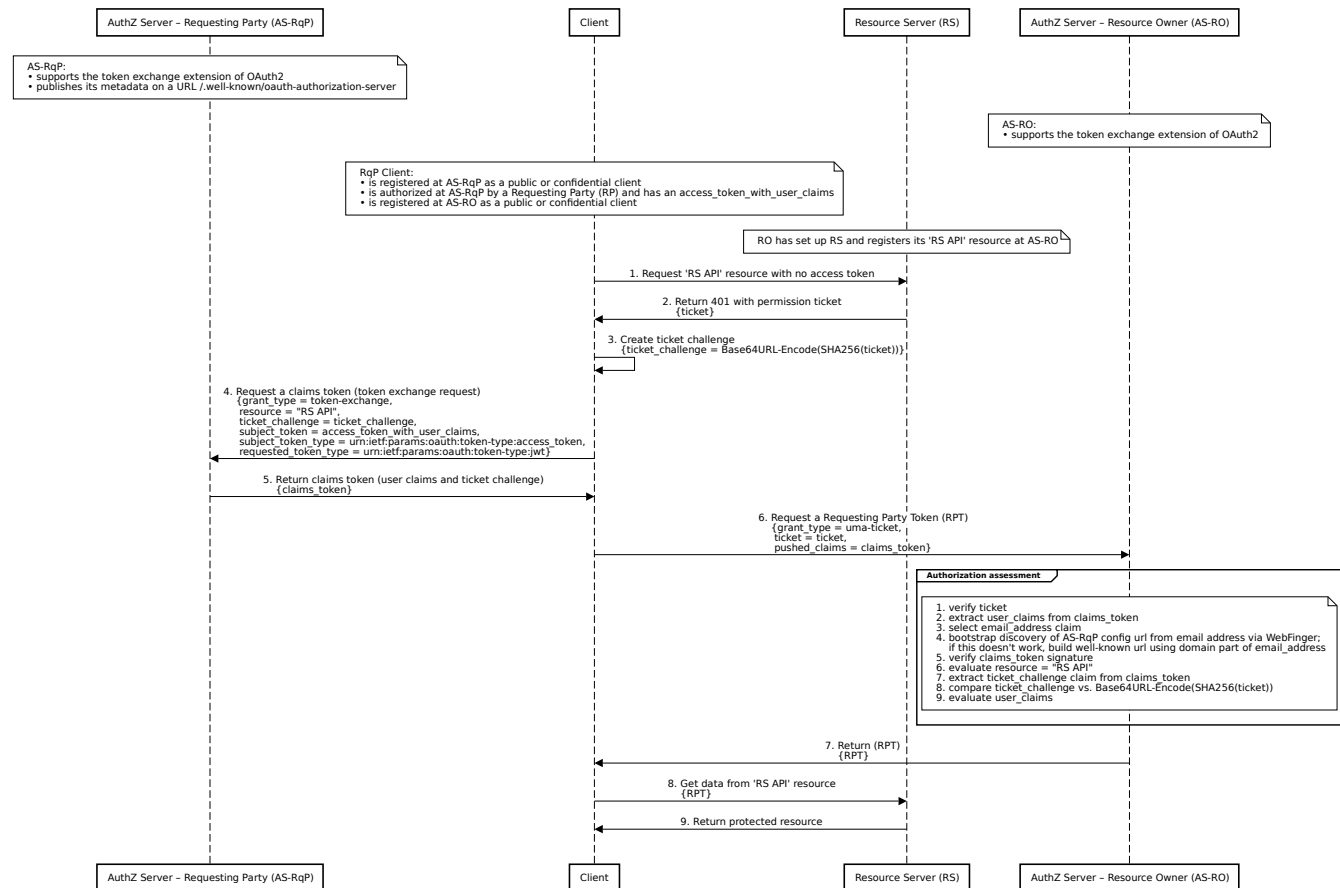 AuthZ Server – Requesting Party (AS-RqP)
Client
Resource Server (RS)
AuthZ Server – Resource Owner (AS-RO)
AS-RqP:
• supports the token exchange extension of OAuth2
• publishes its metadata on a URL /.well-known/oauth-authorization-server
AS-RO:
• supports the token exchange extension of OAuth2
RqP Client:
• is registered at AS-RqP as a public or confidential client
• is authorized at AS-RqP by a Requesting Party (RP) and has an access_token_with_user_claims
• is registered at AS-RO as a public or confidential client
RO has set up RS and registers its 'RS API' resource at AS-RO
1. Request 'RS API' resource with no access token
2. Return 401 with permission ticket
{ticket}
3. Create ticket challenge
{ticket_challenge = Base64URL-Encode(SHA256(ticket))}
4. Request a claims token (token exchange request)
{grant_type = token-exchange,
resource = "RS API",
ticket_challenge = ticket_challenge,
subject_token = access_token_with_user_claims,
subject_token_type = urn:ietf:params:oauth:token-type:access_token,
requested_token_type = urn:ietf:params:oauth:token-type:jwt}
5. Return claims token (user claims and ticket challenge)
{claims_token}
6. Request a Requesting Party Token (RPT)
{grant_type = uma-ticket,
ticket = ticket,
pushed_claims = claims_token}
Authorization assessment
1. verify ticket
2. extract user_claims from claims_token
3. select email_address claim
4. bootstrap discovery of AS-RqP config url from email address via WebFinger;
if this doesn't work, build well-known url using domain part of email_address
5. verify claims_token signature
6. evaluate resource = "RS API"
7. extract ticket_challenge claim from claims_token
8. compare ticket_challenge vs. Base64URL-Encode(SHA256(ticket))
9. evaluate user_claims
7. Return (RPT)
{RPT}
8. Get data from 'RS API' resource
{RPT}
9. Return protected resource
AuthZ Server – Requesting Party (AS-RqP)
Client
Resource Server (RS)
AuthZ Server – Resource Owner (AS-RO)